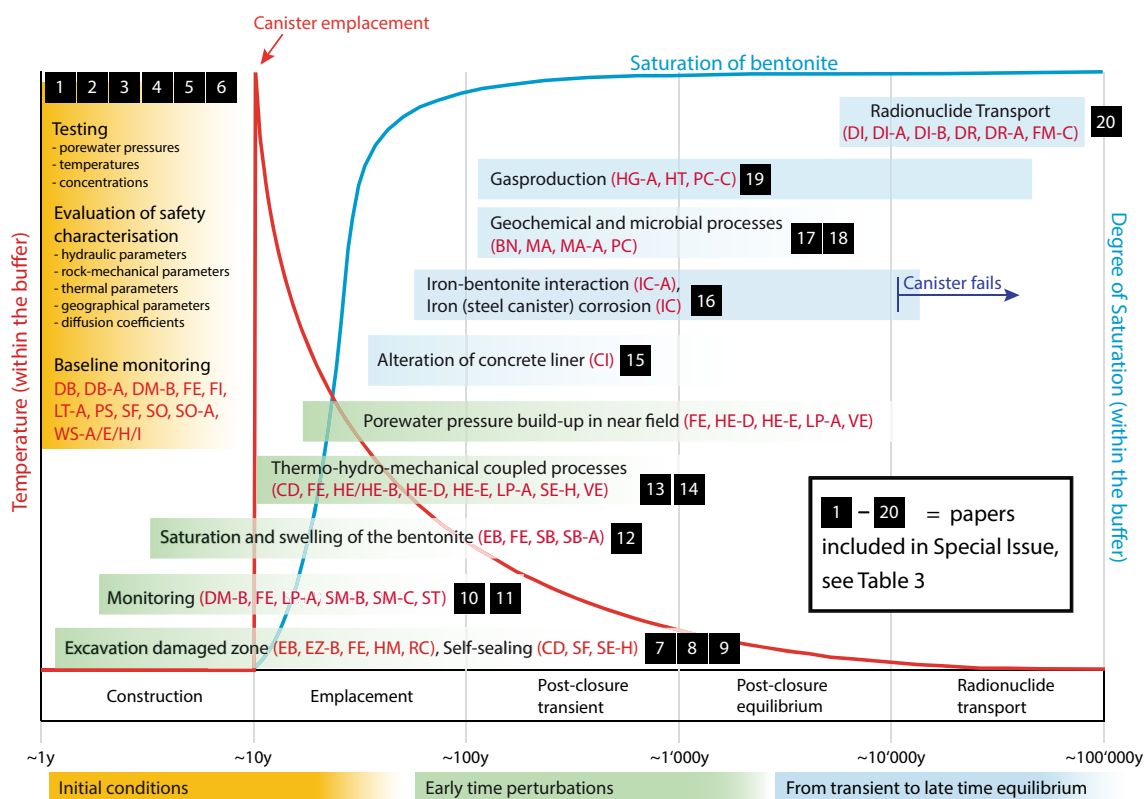 Canister emplacement
Saturation of bentonite
1 2 3 4 5 6
Testing
- porewater pressures
- temperatures
- concentrations
Evaluation of safety
characterisation
- hydraulic parameters
- rock-mechanical parameters
- thermal parameters
- geographical parameters
- diffusion coefficients
Baseline monitoring
DB, DB-A, DM-B, FE, FI,
LT-A, PS, SF, SO, SO-A,
WS-A/E/H/I
Temperature (within the buffer)
Degree of Saturation (within the buffer)
Radionuclide Transport
(DI, DI-A, DI-B, DR, DR-A, FM-C) 20
Gasproduction (HG-A, HT, PC-C) 19
Geochemical and microbial processes
(BN, MA, MA-A, PC) 17 18
Iron-bentonite interaction (IC-A),
Iron (steel canister) corrosion (IC) 16
Canister fails
Alteration of concrete liner (CI) 15
Porewater pressure build-up in near field (FE, HE-D, HE-E, LP-A, VE)
Thermo-hydro-mechanical coupled processes
(CD, FE, HE/HE-B, HE-D, HE-E, LP-A, SE-H, VE) 13 14
Saturation and swelling of the bentonite (EB, FE, SB, SB-A) 12
Monitoring (DM-B, FE, LP-A, SM-B, SM-C, ST) 10 11
Excavation damaged zone (EB, EZ-B, FE, HM, RC), Self-sealing (CD, SF, SE-H) 7 8 9
1 – 20 = papers
included in Special Issue,
see Table 3
Construction
Emplacement
Post-closure
transient
Post-closure
equilibrium
Radionuclide
transport
~1y ~10y ~100y ~1'000y ~10'000y ~100'000y
Initial conditions
Early time perturbations
From transient to late time equilibrium